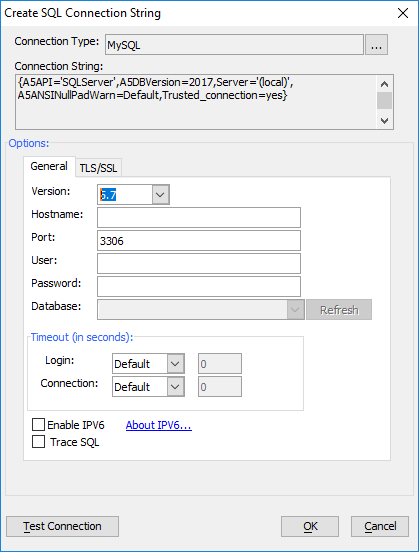 Create SQL Connection String
Connection Type: MySQL ...
Connection String:
{A5API='SQLServer',A5DBVersion=2017,Server='(local)',
A5ANSINullPadWarn=Default,Trusted_connection=yes}
Options:
General TLS/SSL
Version: 5.7
Hostname:
Port: 3306
User:
Password:
Database: Refresh
Timeout (in seconds):
Login: Default 0
Connection: Default 0
Enable IPV6 About IPV6...
Trace SQL
Test Connection OK Cancel